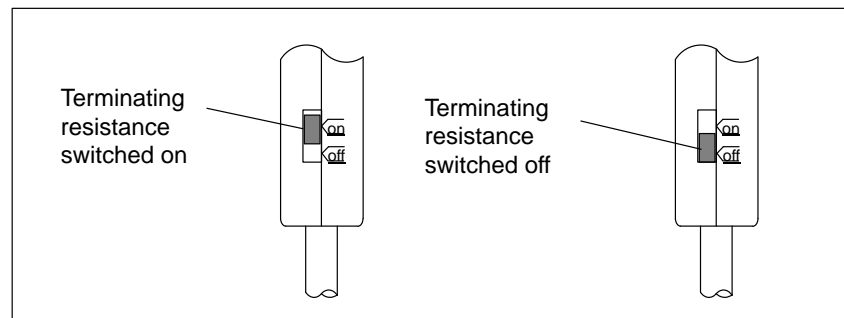 Terminating
resistance
switched on
on
off
Terminating
resistance
switched off
on
off